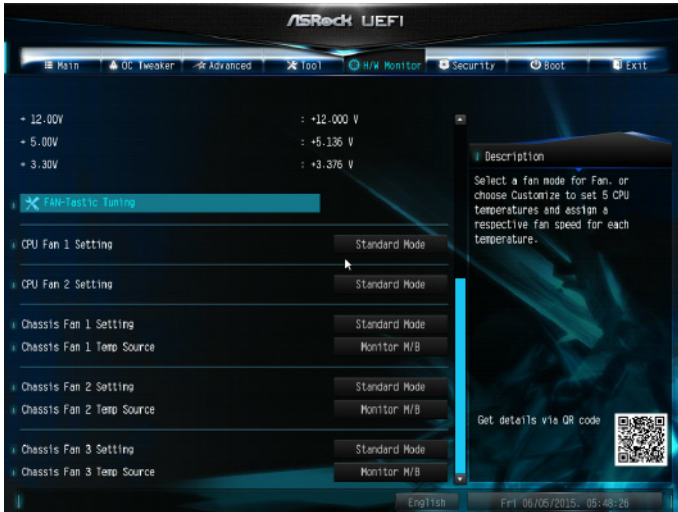 ASRock UEFI
Main
OC Tweaker
Advanced
Tool
H/W Monitor
Security
Boot
Exit
+ 12.00V : +12.000 V
+ 5.00V : +5.136 V
+ 3.30V : +3.376 V
FAN-Tastic Tuning
CPU Fan 1 Setting Standard Mode
CPU Fan 2 Setting Standard Mode
Chassis Fan 1 Setting Standard Mode
Chassis Fan 1 Temp Source Monitor M/B
Chassis Fan 2 Setting Standard Mode
Chassis Fan 2 Temp Source Monitor M/B
Chassis Fan 3 Setting Standard Mode
Chassis Fan 3 Temp Source Monitor M/B
Description
Select a fan mode for Fan. or
choose Customize to set 5 CPU
temperatures and assign a
respective fan speed for each
temperature.
Get details via QR code
English
Fri 06/05/2015. 05:48:26